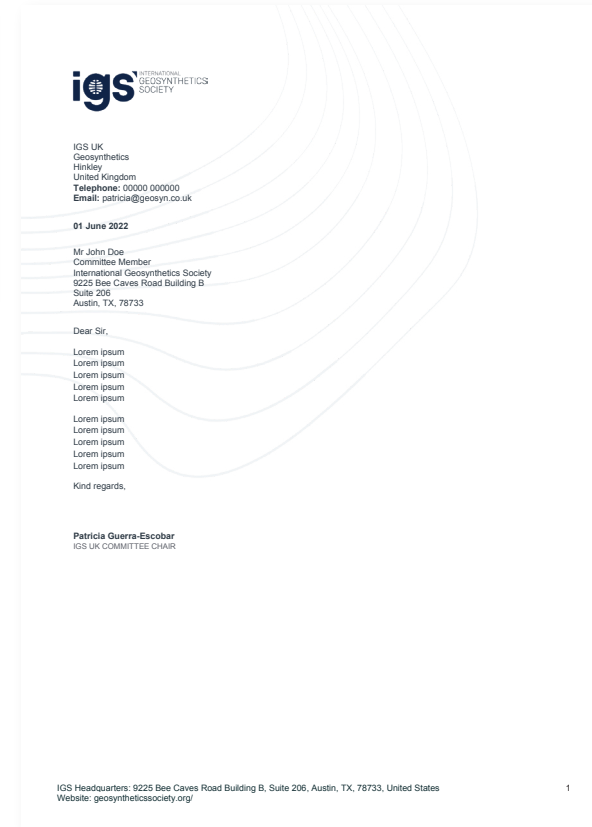 igs INTERNATIONAL
GEOSYNTHETICS
SOCIETY
IGS UK
Geosynthetics
Hinkley
United Kingdom
Telephone: 00000 000000
Email: patricia@geosyn.co.uk
01 June 2022
Mr John Doe
Committee Member
International Geosynthetics Society
9225 Bee Caves Road Building B
Suite 206
Austin, TX, 78733
Dear Sir,
Lorem ipsum
Lorem ipsum
Lorem ipsum
Lorem ipsum
Lorem ipsum
Lorem ipsum
Lorem ipsum
Lorem ipsum
Lorem ipsum
Lorem ipsum
Kind regards,
Patricia Guerra-Escobar
IGS UK COMMITTEE CHAIR
IGS Headquarters: 9225 Bee Caves Road Building B, Suite 206, Austin, TX, 78733, United States 1
Website: geosyntheticssociety.org/